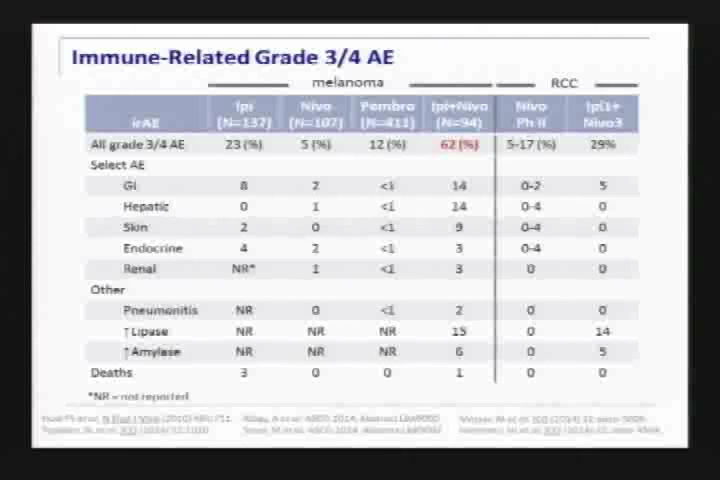 Immune-Related Grade 3/4 AE
melanoma RCC
irAE Ipi (N=137) Nivo (N=107) Pembro (N=411) Ipi+Nivo (N=94) Nivo Ph II Ipi1+ Nivo3
All grade 3/4 AE 23 (%) 5 (%) 12 (%) 62 (%) 5-17 (%) 29%
Select AE
GI 8 2 <1 14 0-2 5
Hepatic 0 1 <1 14 0-4 0
Skin 2 0 <1 9 0-4 0
Endocrine 4 2 <1 3 0-4 0
Renal NR* 1 <1 3 0 0
Other
Pneumonitis NR 0 <1 2 0 0
↑Lipase NR NR NR 15 0 14
↑Amylase NR NR NR 6 0 5
Deaths 3 0 0 1 0 0
*NR = not reported